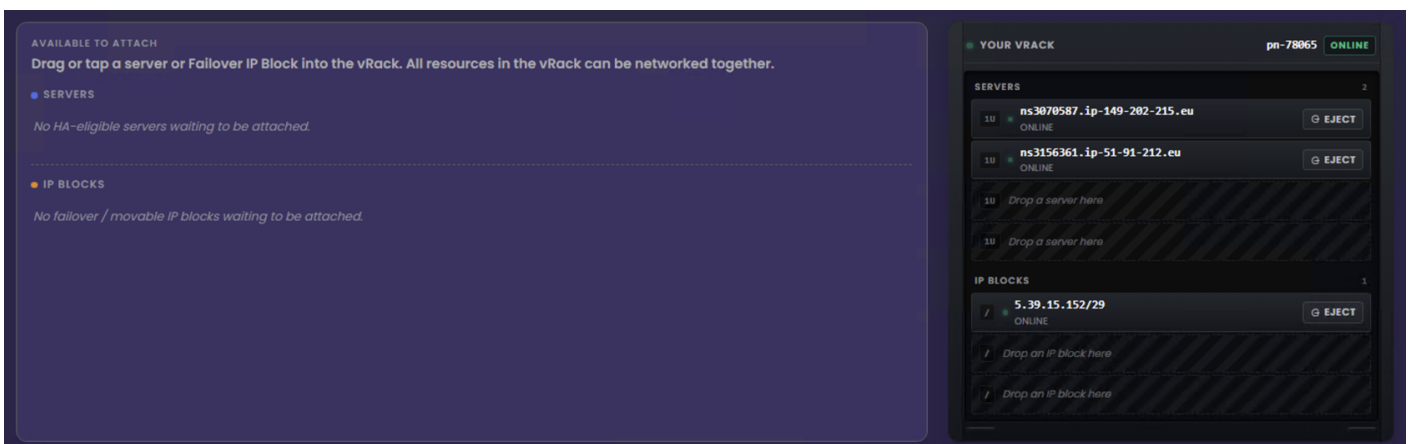 AVAILABLE TO ATTACH
Drag or tap a server or Failover IP Block into the vRack. All resources in the vRack can be networked together.
SERVERS
No HA-eligible servers waiting to be attached.
IP BLOCKS
No failover / movable IP blocks waiting to be attached.
YOUR VRACK
pn-78065 ONLINE
SERVERS 2
1U ns3070587.ip-149-202-215.eu EJECT
ONLINE
1U ns3156361.ip-51-91-212.eu EJECT
ONLINE
1U Drop a server here
1U Drop a server here
IP BLOCKS 1
/ 5.39.15.152/29 EJECT
ONLINE
/ Drop an IP block here
/ Drop an IP block here